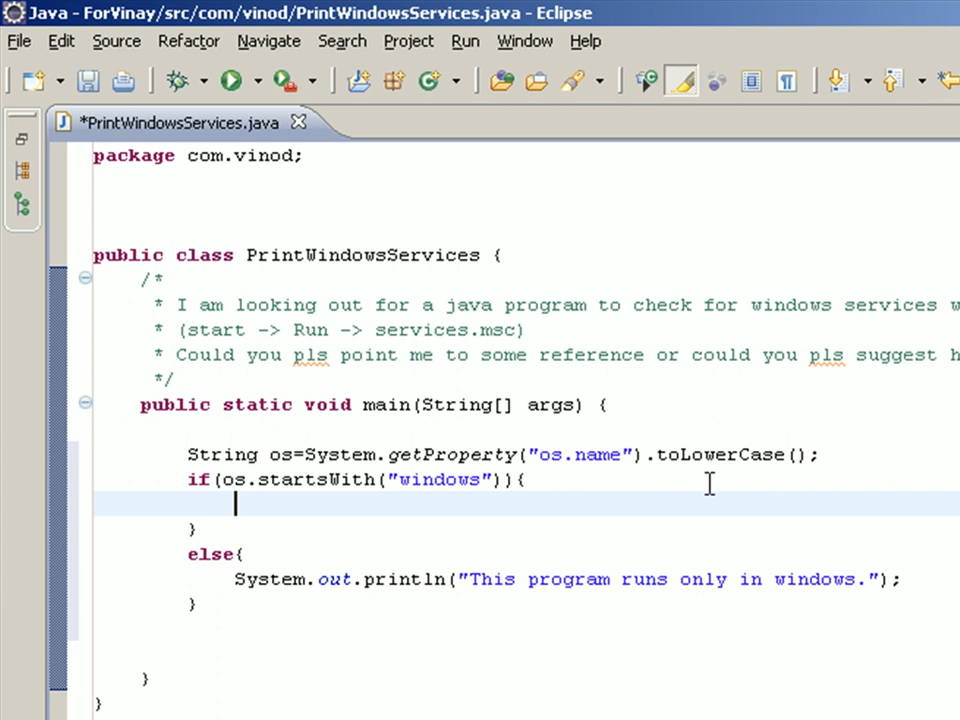 Java - ForVinay/src/com/vinod/PrintWindowsServices.java - Eclipse
File Edit Source Refactor Navigate Search Project Run Window Help
*PrintWindowsServices.java
package com.vinod;
public class PrintWindowsServices {
/*
* I am looking out for a java program to check for windows services w
* (start -> Run -> services.msc)
* Could you pls point me to some reference or could you pls suggest h
*/
public static void main(String[] args) {
String os=System.getProperty("os.name").toLowerCase();
if(os.startsWith("windows")){
}
else{
System.out.println("This program runs only in windows.");
}
}
}